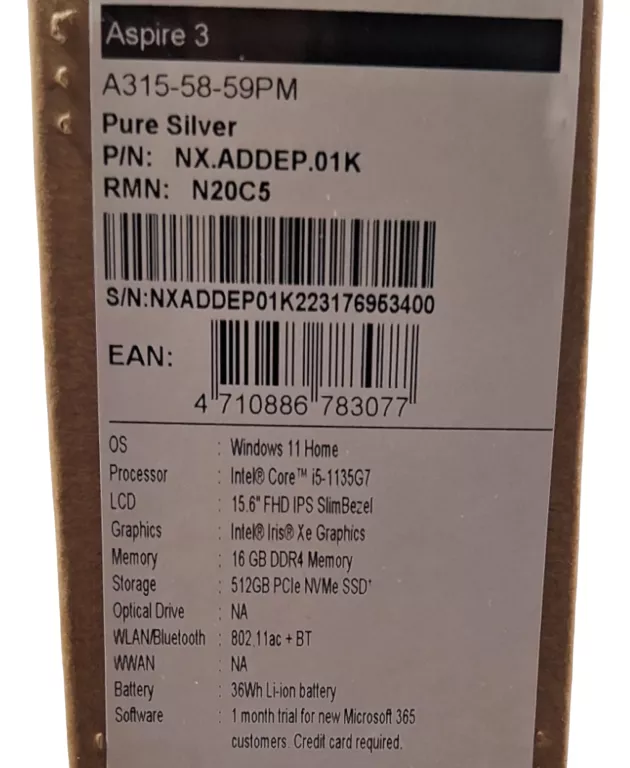 Aspire 3
A315-58-59PM
Pure Silver
P/N: NX.ADDEP.01K
RMN: N20C5
S/N:NXADDEP01K223176953400
EAN:
4 710886 783077
OS : Windows 11 Home
Processor : Intel® Core™ i5-1135G7
LCD : 15.6" FHD IPS SlimBezel
Graphics : Intel® Iris® Xe Graphics
Memory : 16 GB DDR4 Memory
Storage : 512GB PCIe NVMe SSD*
Optical Drive : NA
WLAN/Bluetooth : 802.11ac + BT
WWAN : NA
Battery : 36Wh Li-ion battery
Software : 1 month trial for new Microsoft 365
customers. Credit card required.